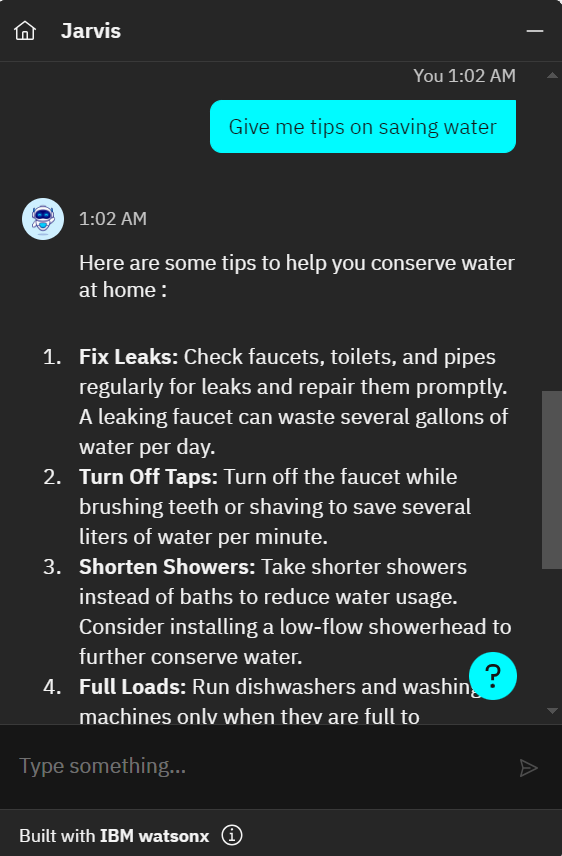 Jarvis
You 1:02 AM
Give me tips on saving water
1:02 AM
Here are some tips to help you conserve water
at home :
1. Fix Leaks: Check faucets, toilets, and pipes
regularly for leaks and repair them promptly.
A leaking faucet can waste several gallons of
water per day.
2. Turn Off Taps: Turn off the faucet while
brushing teeth or shaving to save several
liters of water per minute.
3. Shorten Showers: Take shorter showers
instead of baths to reduce water usage.
Consider installing a low-flow showerhead to
further conserve water.
4. Full Loads: Run dishwashers and washing
machines only when they are full to
?
Type something...
Built with IBM watsonx